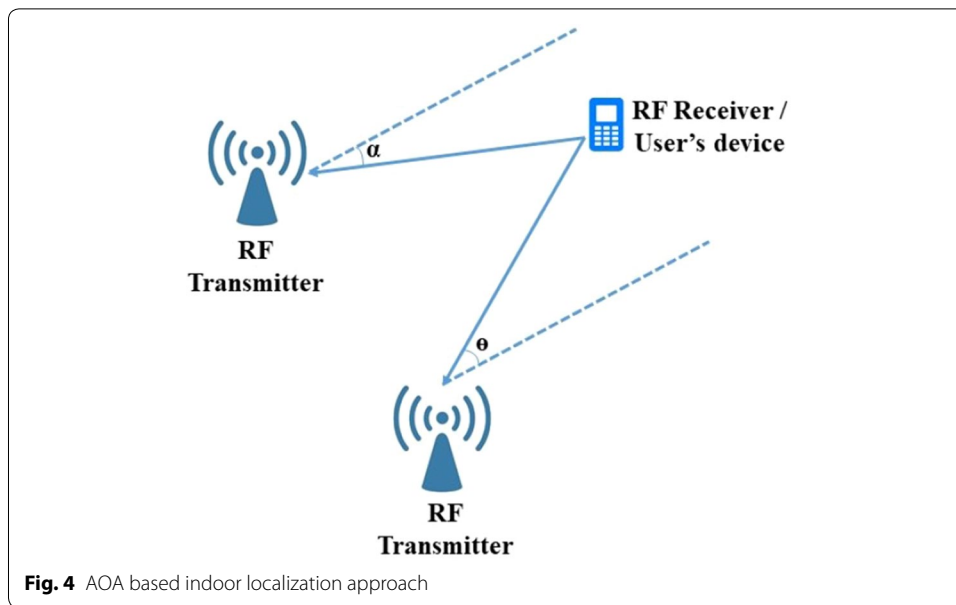 RF Receiver /
User's device
α
RF
Transmitter
ɵ
RF
Transmitter
Fig. 4 AOA based indoor localization approach